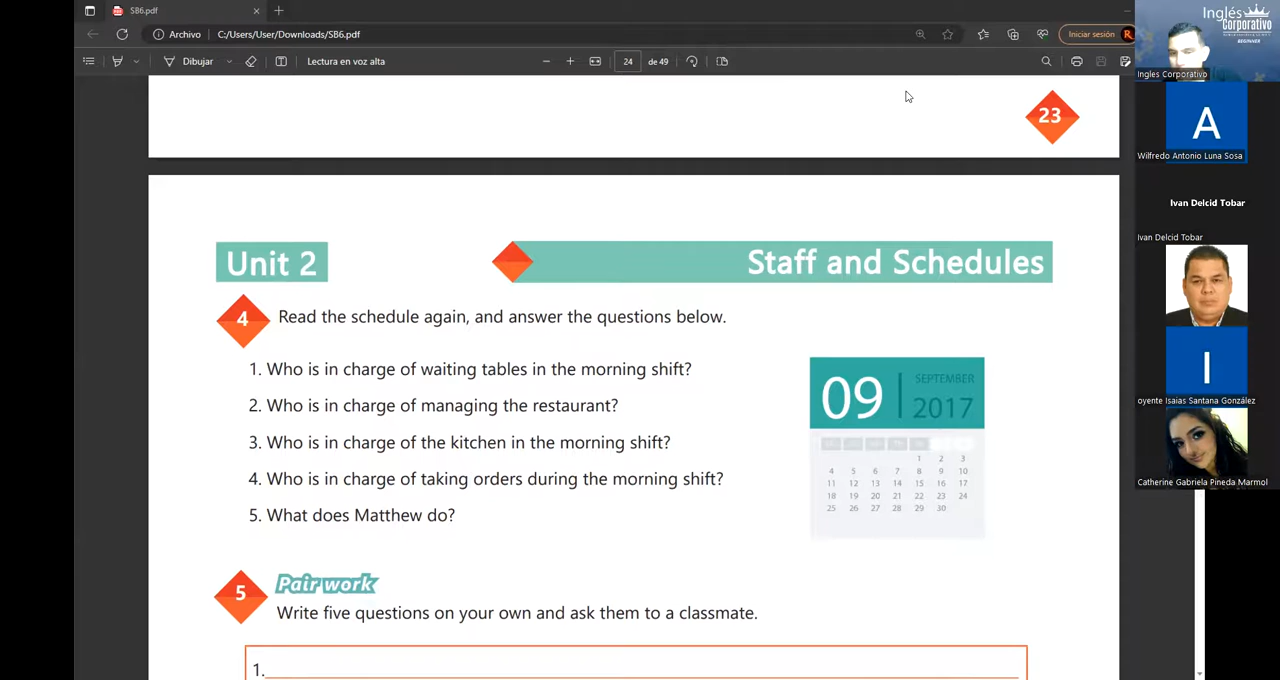 SB6.pdf
Archivo
C:/Users/User/Downloads/SB6.pdf
Iniciar sesión
R
Dibujar
Lectura en voz alta
24
de 49
23
Unit 2
Staff and Schedules
4
Read the schedule again, and answer the questions below.
1. Who is in charge of waiting tables in the morning shift?
2. Who is in charge of managing the restaurant?
3. Who is in charge of the kitchen in the morning shift?
4. Who is in charge of taking orders during the morning shift?
5. What does Matthew do?
09
SEPTEMBER
2017
1 2 3
4 5 6 7 8 9 10
11 12 13 14 15 16 17
18 19 20 21 22 23 24
25 26 27 28 29 30
5
Pair work
Write five questions on your own and ask them to a classmate.
1.
Inglés
Corporativo
BEGINNER
Ingles Corporativo
A
Wilfredo Antonio Luna Sosa
Ivan Delcid Tobar
Ivan Delcid Tobar
I
oyente Isaias Santana González
Catherine Gabriela Pineda Marmol